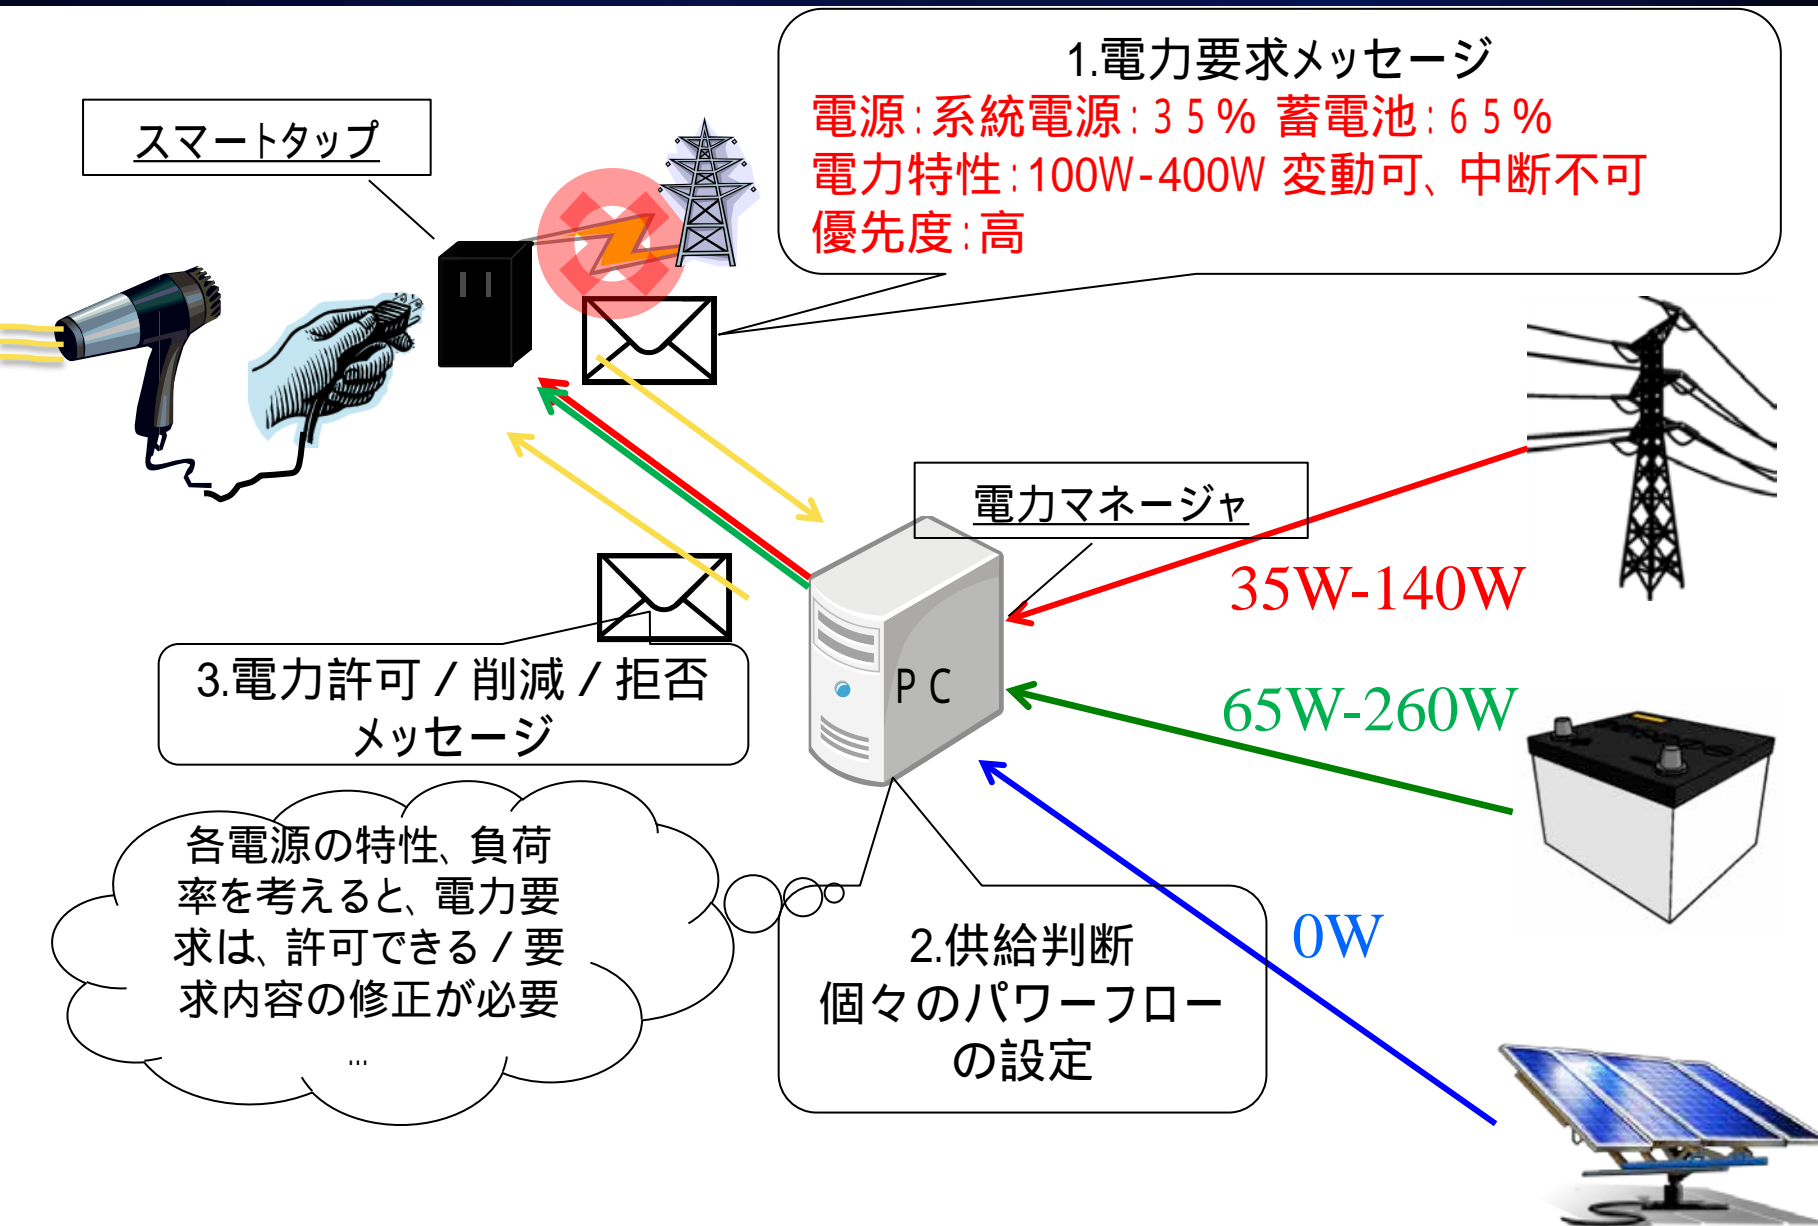 1.電力要求メッセージ
電源:系統電源:35% 蓄電池:65%
電力特性:100W-400W 変動可、中断不可
優先度:高
スマートタップ
電力マネージャ
35W-140W
PC
65W-260W
3.電力許可/削減/拒否
メッセージ
各電源の特性、負荷
率を考えると、電力要
求は、許可できる/要
求内容の修正が必要
...
2.供給判断
個々のパワーフロー
の設定
0W